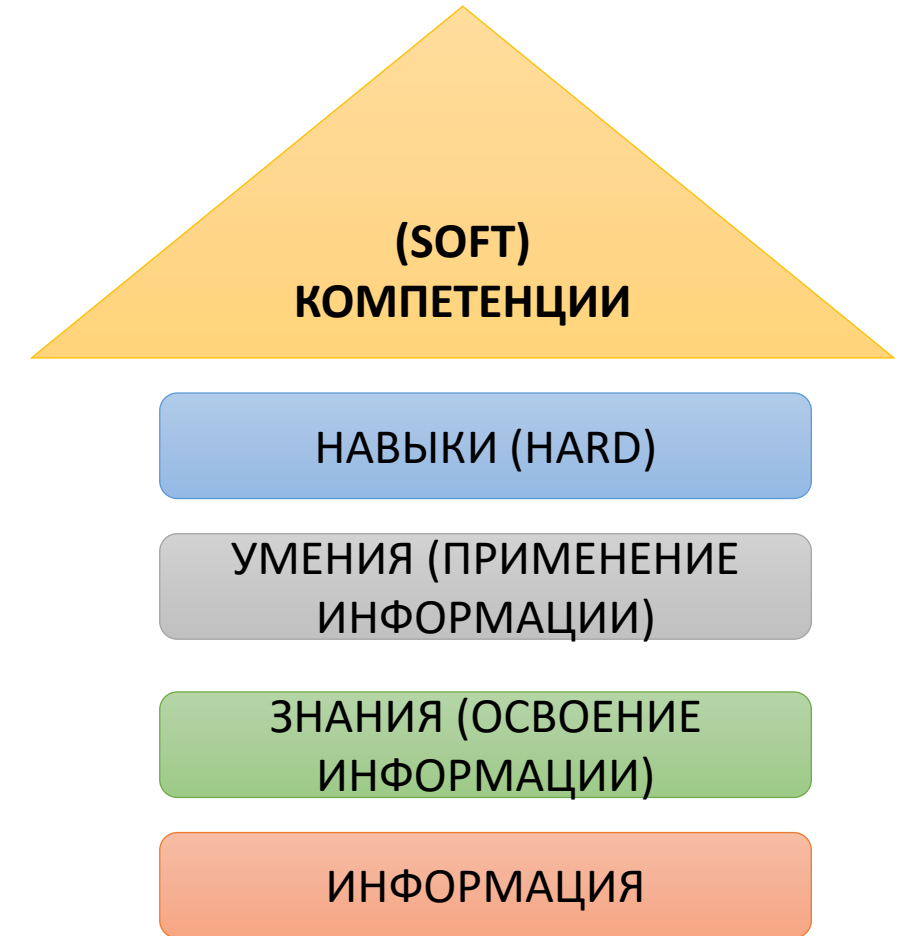 (SOFT)
КОМПЕТЕНЦИИ
НАВЫКИ (HARD)
УМЕНИЯ (ПРИМЕНЕНИЕ
ИНФОРМАЦИИ)
ЗНАНИЯ (ОСВОЕНИЕ
ИНФОРМАЦИИ)
ИНФОРМАЦИЯ